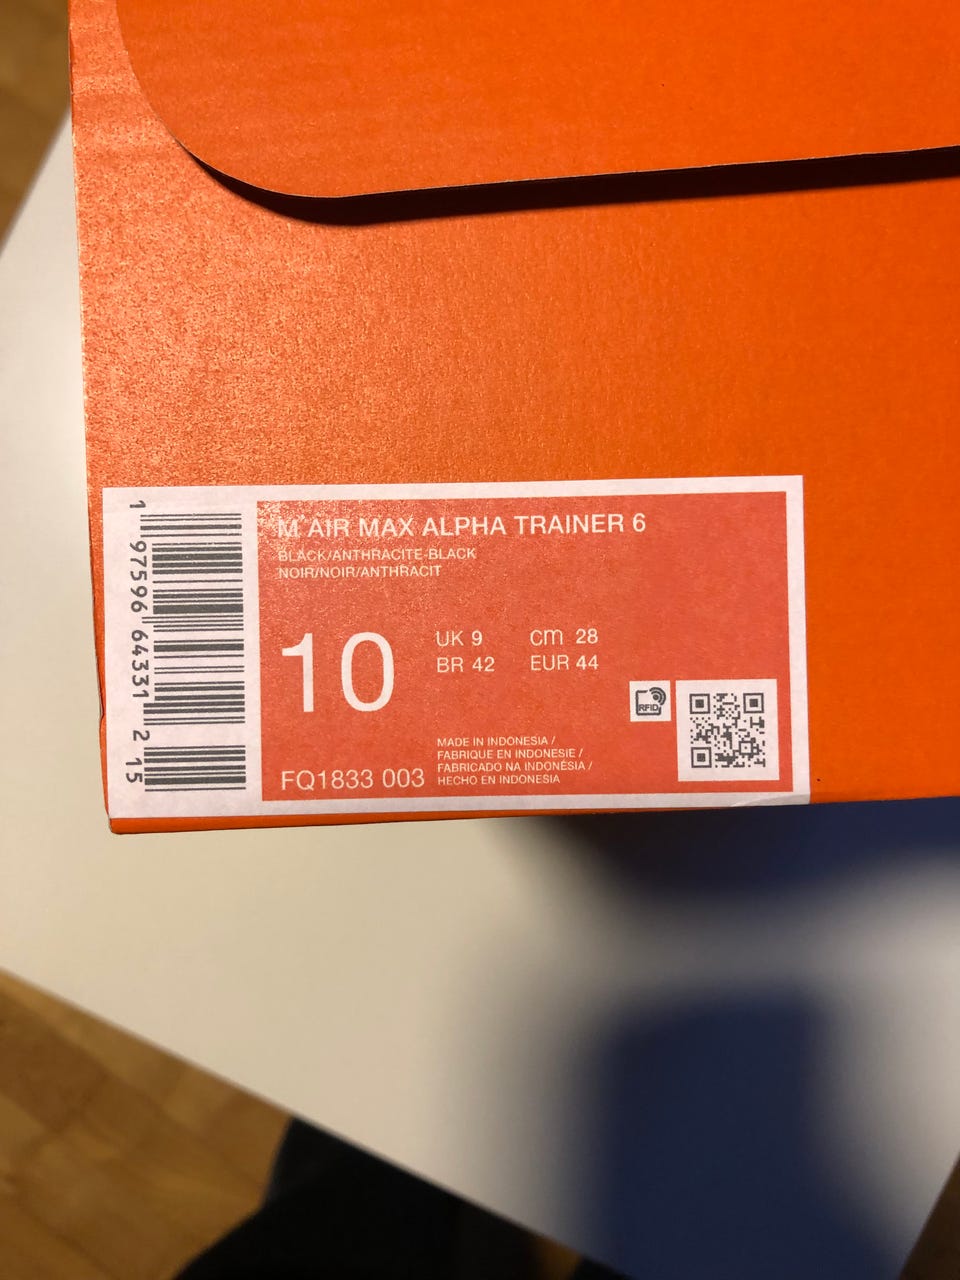 M AIR MAX ALPHA TRAINER 6
BLACK/ANTHRACITE-BLACK
NOIR/NOIR/ANTHRACIT
10
UK 9 cm 28
BR 42 EUR 44
RFID
FQ1833 003
MADE IN INDONESIA /
FABRIQUE EN INDONESIE /
FABRICADO NA INDONÉSIA /
HECHO EN INDONESIA
1 97596 64331 2 15